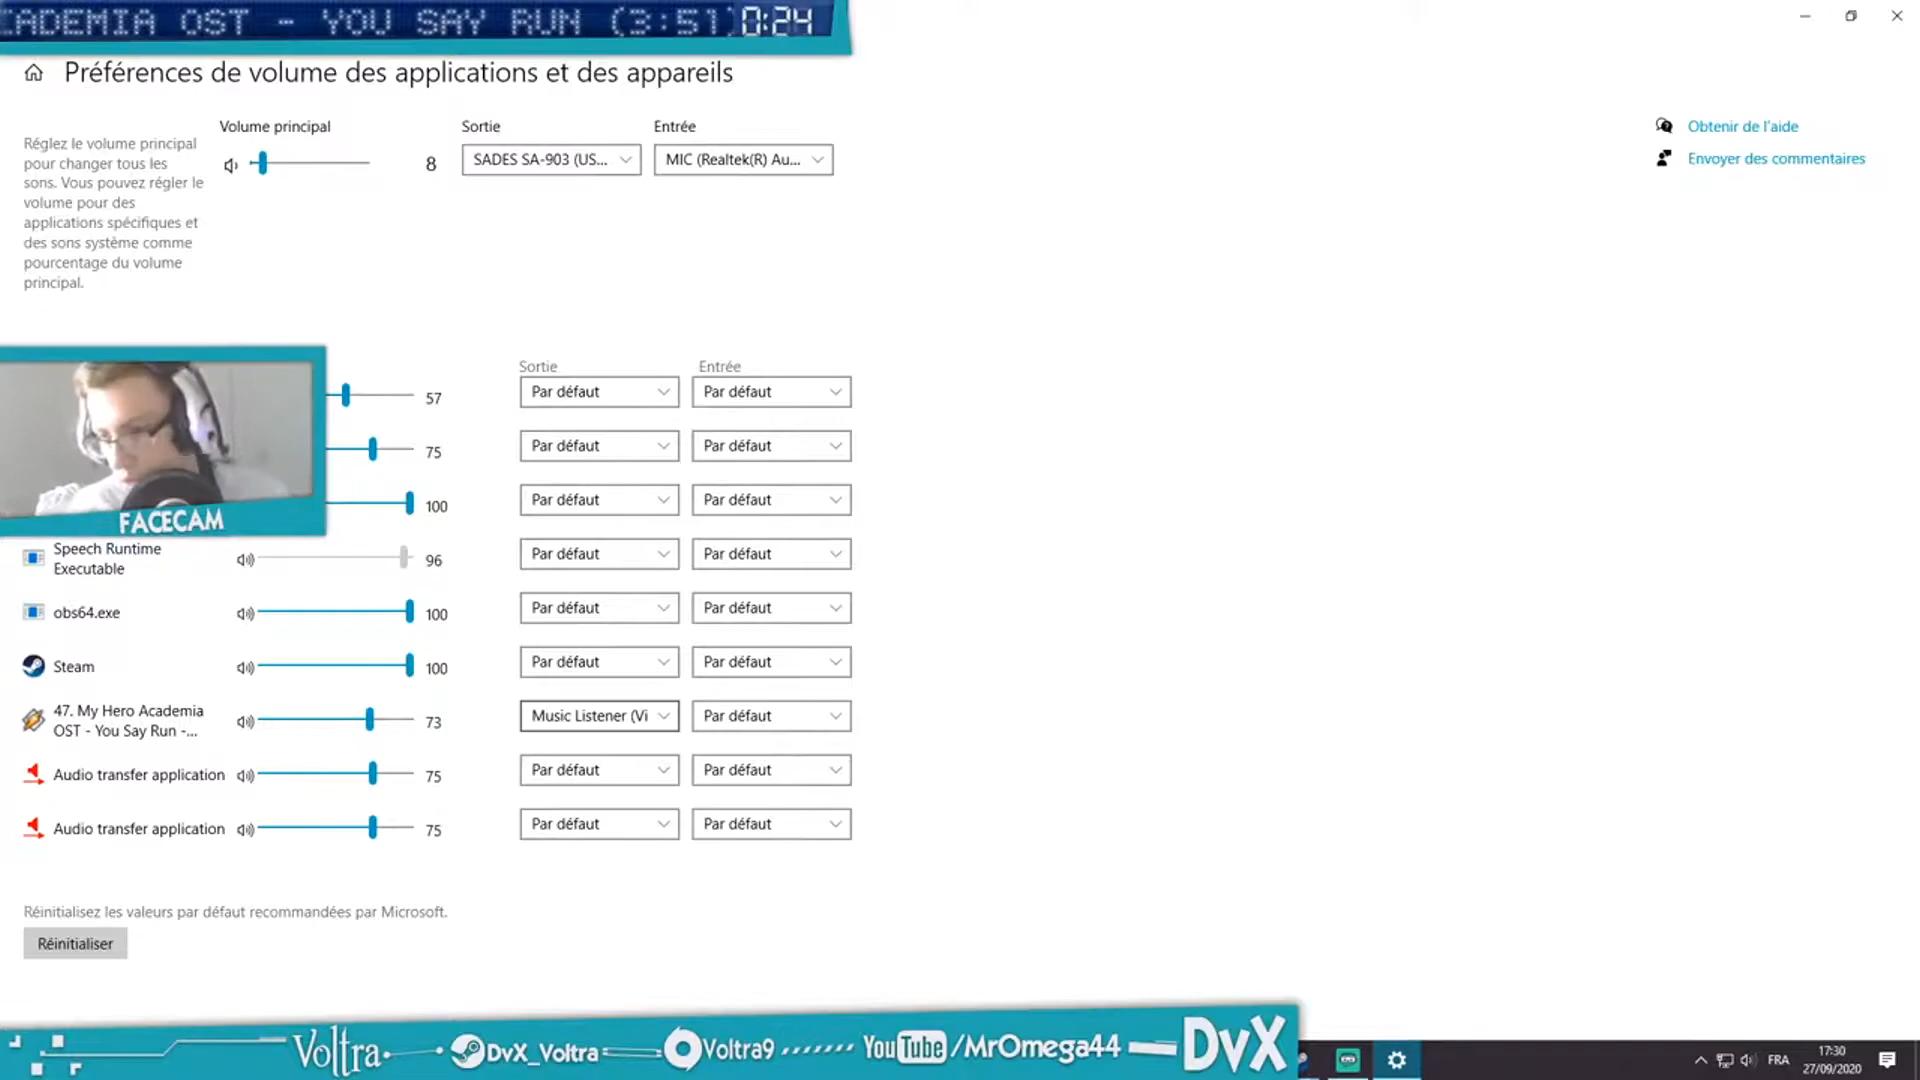 CADEMIA OST - YOU SAY RUN (3:51) 0:24
Préférences de volume des applications et des appareils
Volume principal
Sortie
Entrée
Réglez le volume principal
pour changer tous les
sons. Vous pouvez régler le
volume pour des
applications spécifiques et
des sons système comme
pourcentage du volume
principal.
8
SADES SA-903 (US...
MIC (Realtek(R) Au...
Obtenir de l'aide
Envoyer des commentaires
Sortie
Entrée
57
Par défaut
Par défaut
75
Par défaut
Par défaut
100
Par défaut
Par défaut
FACECAM
Speech Runtime
Executable
96
Par défaut
Par défaut
obs64.exe
100
Par défaut
Par défaut
Steam
100
Par défaut
Par défaut
47. My Hero Academia
OST - You Say Run -...
73
Music Listener (Vi
Par défaut
Audio transfer application
75
Par défaut
Par défaut
Audio transfer application
75
Par défaut
Par défaut
Réinitialisez les valeurs par défaut recommandées par Microsoft.
Réinitialiser
Voltra
DvX_Voltra
Voltra9
YouTube/MrOmega44
DvX
FRA
17:30
27/09/2020